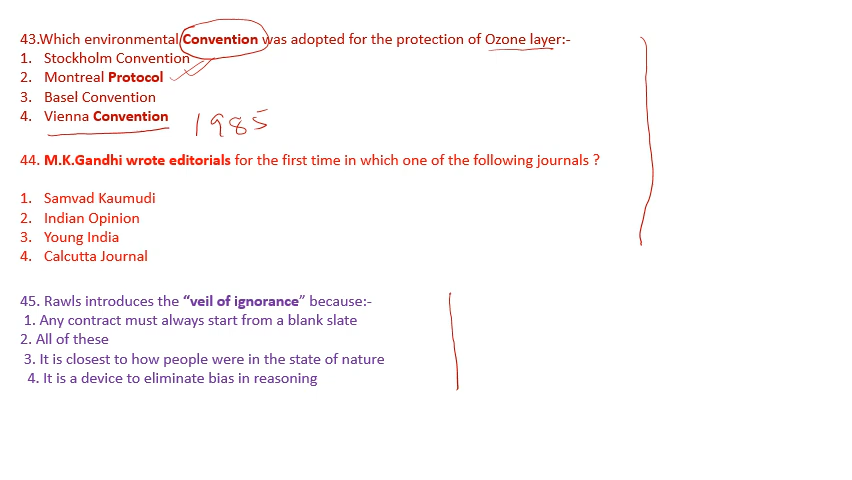 43.Which environmental Convention was adopted for the protection of Ozone layer:-
1. Stockholm Convention
2. Montreal Protocol
3. Basel Convention
4. Vienna Convention 1985
44. M.K.Gandhi wrote editorials for the first time in which one of the following journals ?
1. Samvad Kaumudi
2. Indian Opinion
3. Young India
4. Calcutta Journal
45. Rawls introduces the “veil of ignorance” because:-
1. Any contract must always start from a blank slate
2. All of these
3. It is closest to how people were in the state of nature
4. It is a device to eliminate bias in reasoning